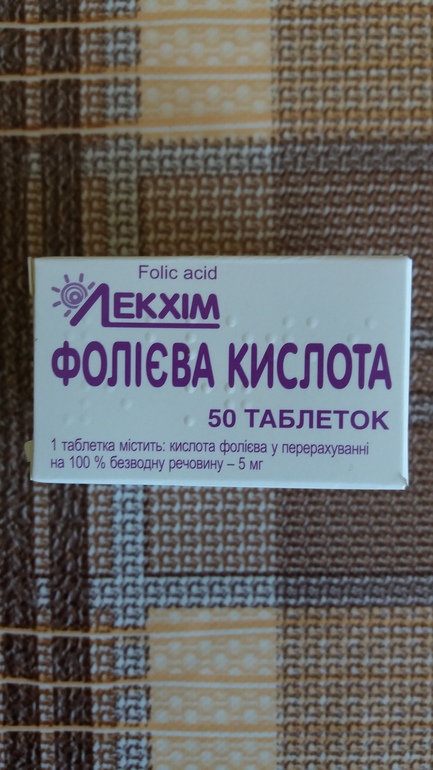 Folic acid
ЛЕКХІМ
ФОЛІЄВА КИСЛОТА
50 ТАБЛЕТОК
1 таблетка містить: кислота фолієва у перерахуванні
на 100 % безводну речовину – 5 мг